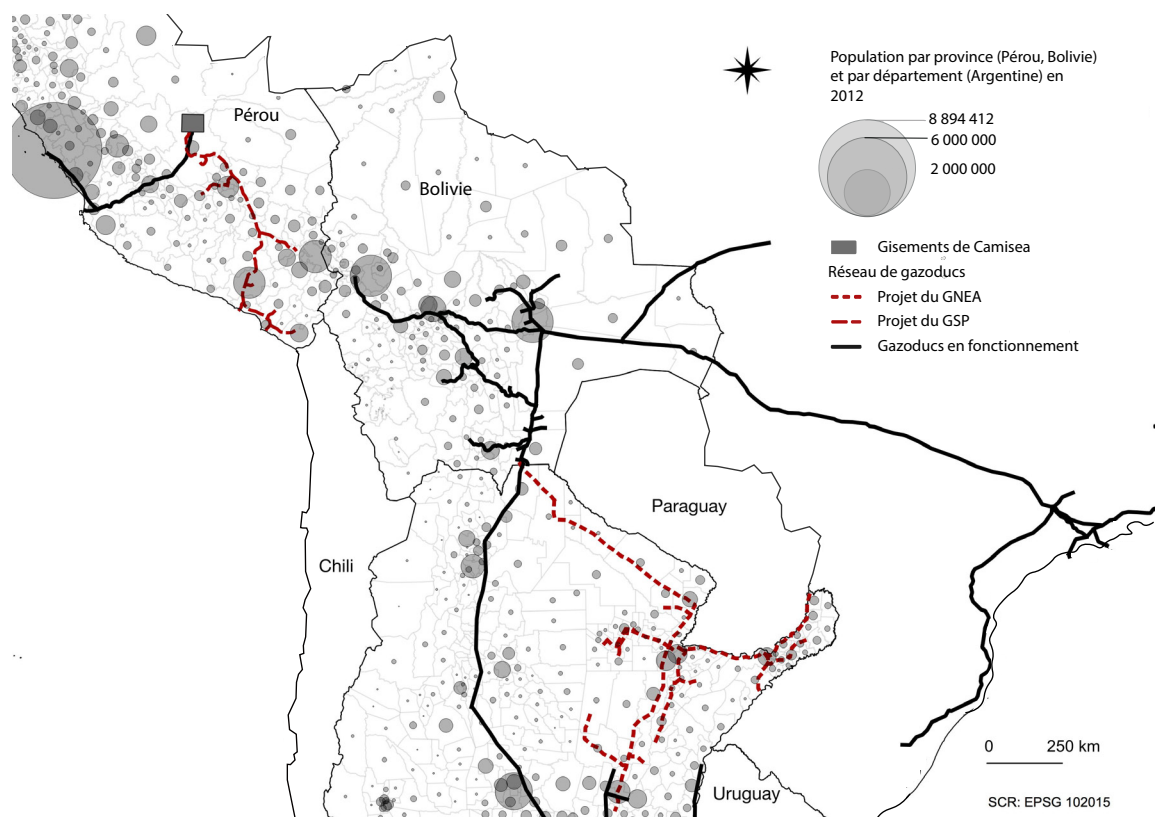 Population par province (Pérou, Bolivie)
et par département (Argentine) en
2012
8 894 412
6 000 000
2 000 000
Gisements de Camisea
Réseau de gazoducs
Projet du GNEA
Projet du GSP
Gazoducs en fonctionnement
Pérou
Bolivie
Paraguay
Chili
Uruguay
0 250 km
SCR: EPSG 102015